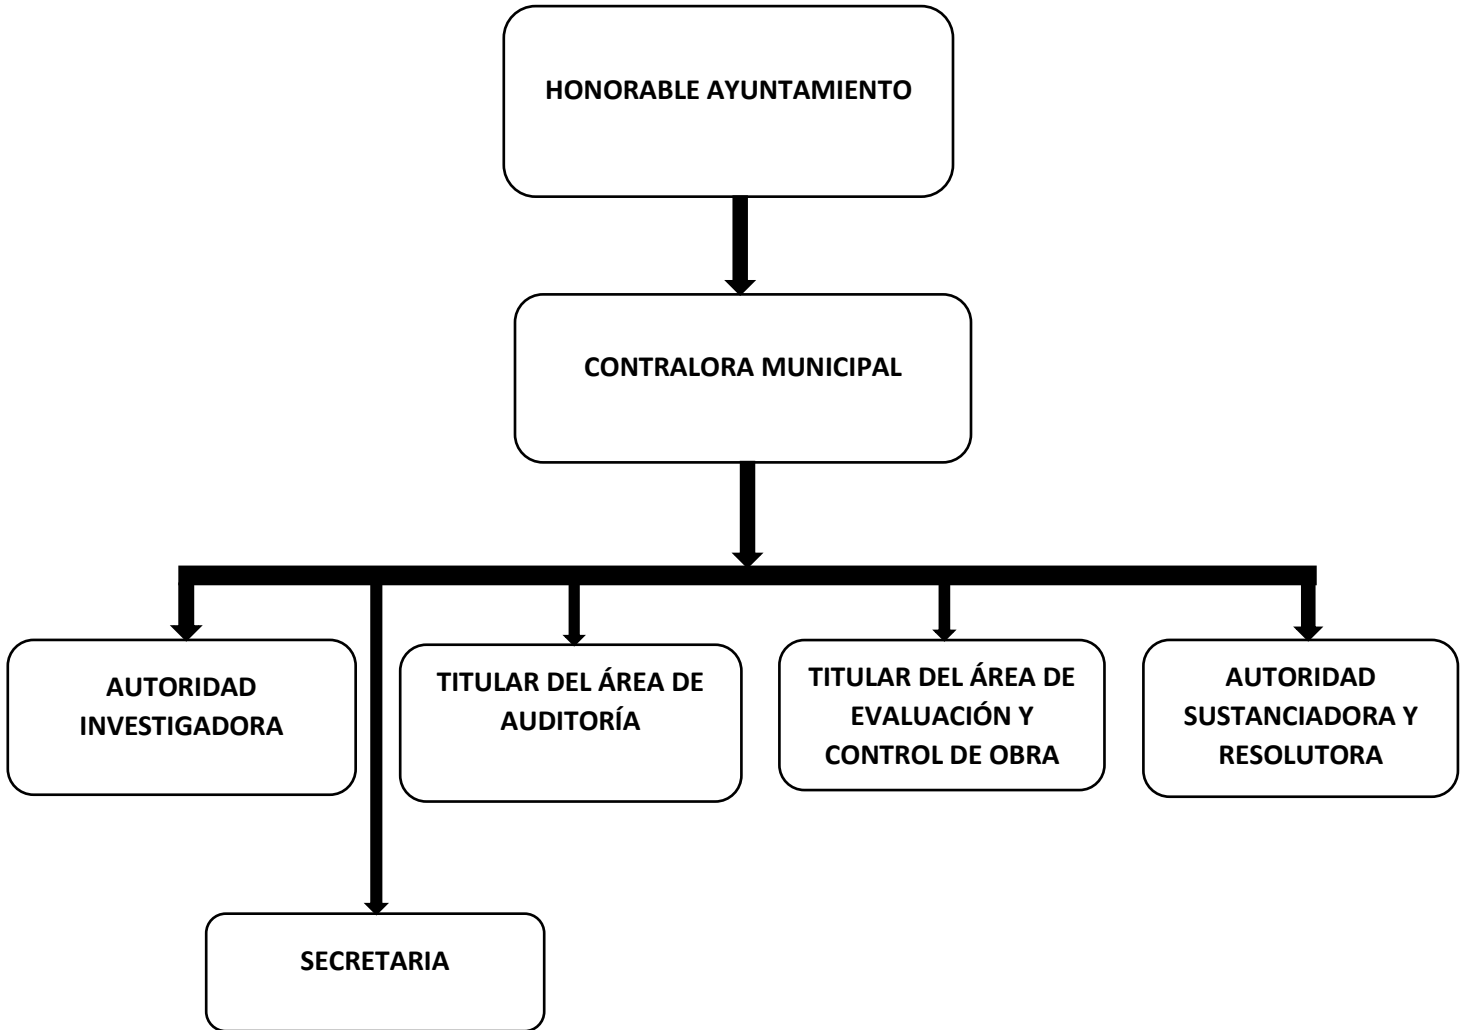 HONORABLE AYUNTAMIENTO
CONTRALORA MUNICIPAL
AUTORIDAD
INVESTIGADORA
TITULAR DEL ÁREA DE
AUDITORÍA
TITULAR DEL ÁREA DE
EVALUACIÓN Y
CONTROL DE OBRA
AUTORIDAD
SUSTANCIADORA Y
RESOLUTORA
SECRETARIA